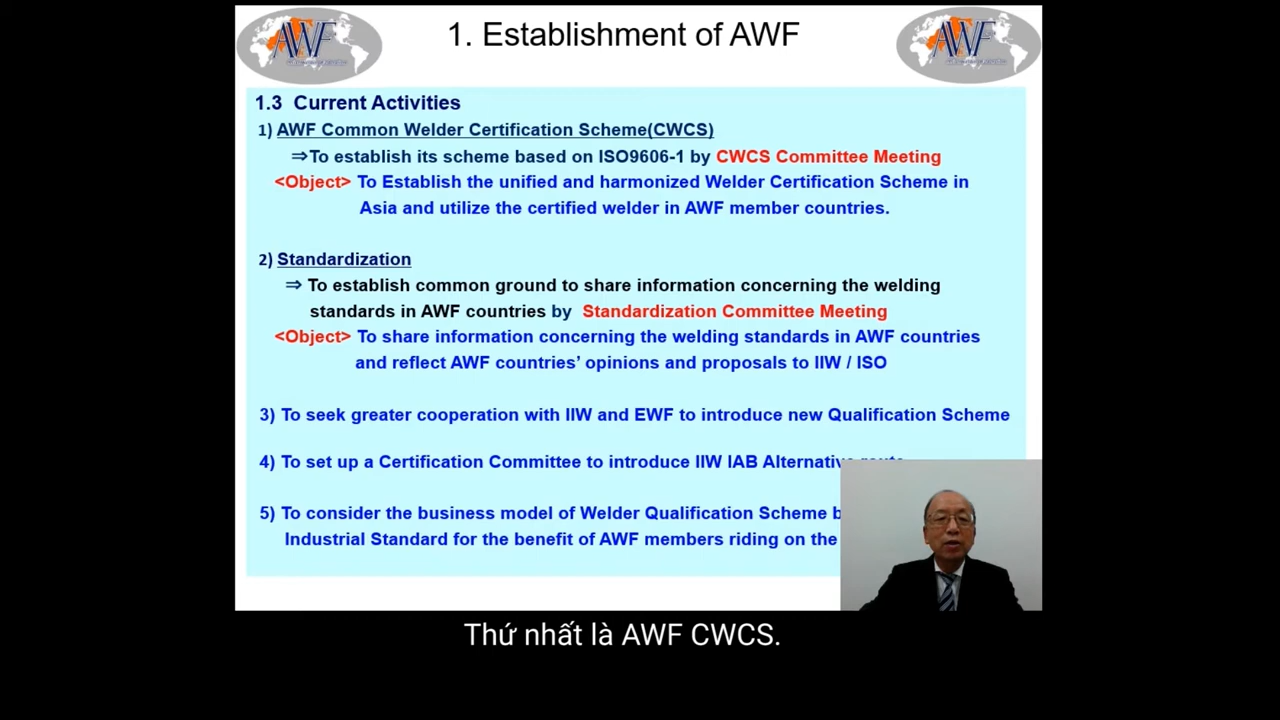 AWF
1. Establishment of AWF
AWF
1.3 Current Activities
1) AWF Common Welder Certification Scheme(CWCS)
⇒To establish its scheme based on ISO9606-1 by CWCS Committee Meeting
<Object> To Establish the unified and harmonized Welder Certification Scheme in
Asia and utilize the certified welder in AWF member countries.
2) Standardization
⇒ To establish common ground to share information concerning the welding
standards in AWF countries by Standardization Committee Meeting
<Object> To share information concerning the welding standards in AWF countries
and reflect AWF countries’ opinions and proposals to IIW / ISO
3) To seek greater cooperation with IIW and EWF to introduce new Qualification Scheme
4) To set up a Certification Committee to introduce IIW IAB Alternative
5) To consider the business model of Welder Qualification Scheme
Industrial Standard for the benefit of AWF members riding on the
Thứ nhất là AWF CWCS.